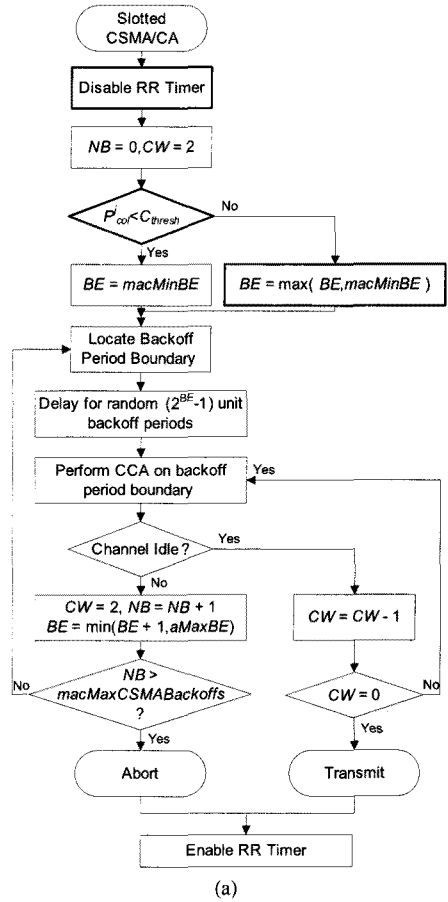 Slotted
CSMA/CA
Disable RR Timer
NB = 0,CW = 2
P^i_col<C_thresh
No
Yes
BE = macMinBE
BE = max( BE,macMinBE )
Locate Backoff
Period Boundary
Delay for random (2^BE-1) unit
backoff periods
Perform CCA on backoff
period boundary
Yes
Channel Idle?
Yes
No
CW = 2, NB = NB + 1
BE = min(BE + 1,aMaxBE)
CW = CW - 1
No
NB >
macMaxCSMABackoffs
?
No
CW = 0
Yes
Yes
Abort
Transmit
Enable RR Timer
(a)